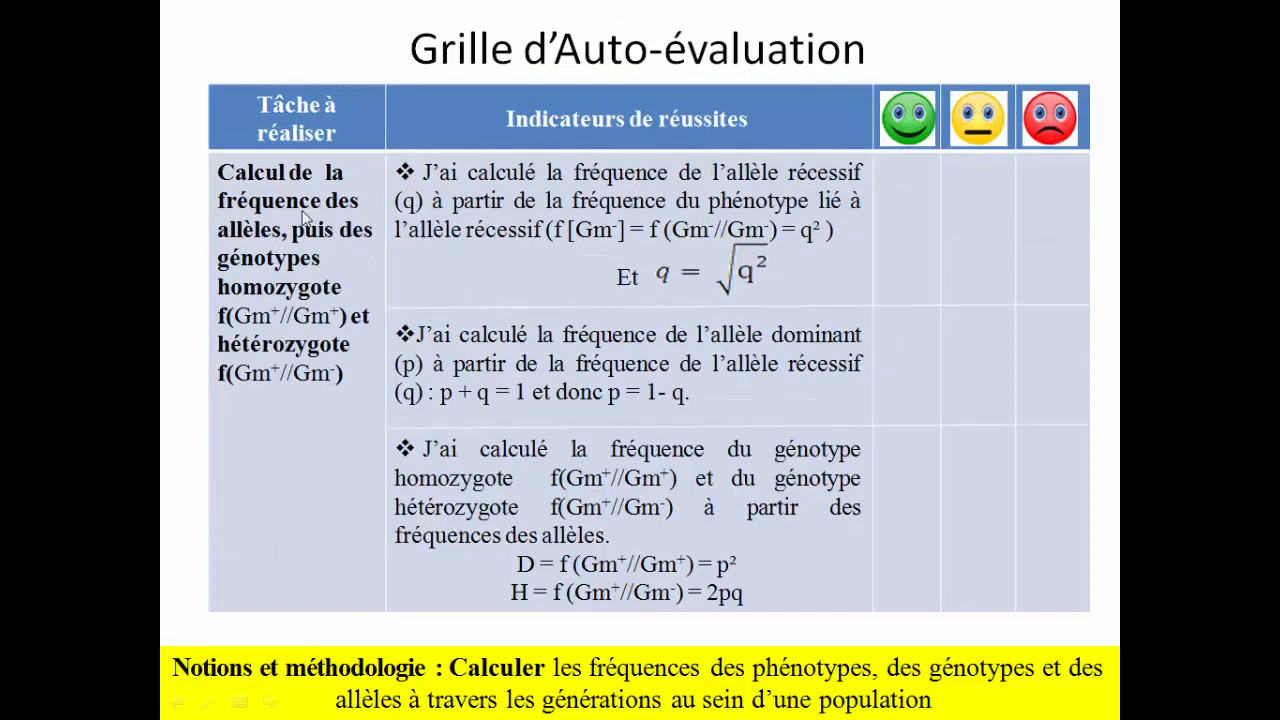 Grille d’Auto-évaluation
Tâche à
réaliser
Indicateurs de réussites
Calcul de la
fréquence des
allèles, puis des
génotypes
homozygote
f(Gm⁺//Gm⁺) et
hétérozygote
f(Gm⁺//Gm⁻)
❖ J’ai calculé la fréquence de l’allèle récessif
(q) à partir de la fréquence du phénotype lié à
l’allèle récessif (f [Gm⁻] = f (Gm⁻//Gm⁻) = q² )
Et q = √q²
❖J’ai calculé la fréquence de l’allèle dominant
(p) à partir de la fréquence de l’allèle récessif
(q) : p + q = 1 et donc p = 1- q.
❖ J’ai calculé la fréquence du génotype
homozygote f(Gm⁺//Gm⁺) et du génotype
hétérozygote f(Gm⁺//Gm⁻) à partir des
fréquences des allèles.
D = f (Gm⁺//Gm⁺) = p²
H = f (Gm⁺//Gm⁻) = 2pq
Notions et méthodologie : Calculer les fréquences des phénotypes, des génotypes et des
allèles à travers les générations au sein d’une population